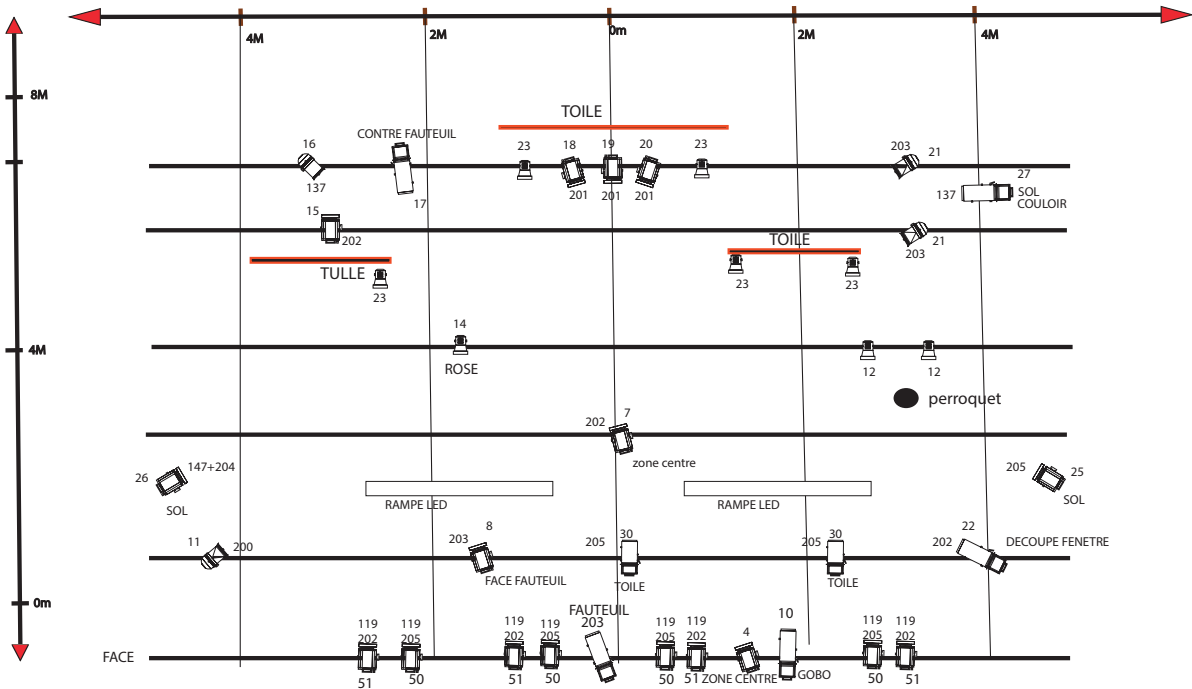 4M
2M
0m
2M
4M
8M
TOILE
CONTRE FAUTEUIL
16
23
18
19
20
23
203
21
137
17
201
201
201
27
137
SOL
COULOIR
15
202
21
203
TOILE
TULLE
23
23
23
14
4M
ROSE
12
12
perroquet
7
202
zone centre
147+204
26
SOL
205
25
SOL
RAMPE LED
RAMPE LED
11
200
8
203
FACE FAUTEUIL
30
205
TOILE
30
205
TOILE
22
202
DECOUPE FENETRE
0m
FAUTEUIL
203
10
119
202
51
119
205
50
119
202
51
119
205
50
119
205
50
119
202
51
4
ZONE CENTRE
GOBO
119
205
50
119
202
51
FACE